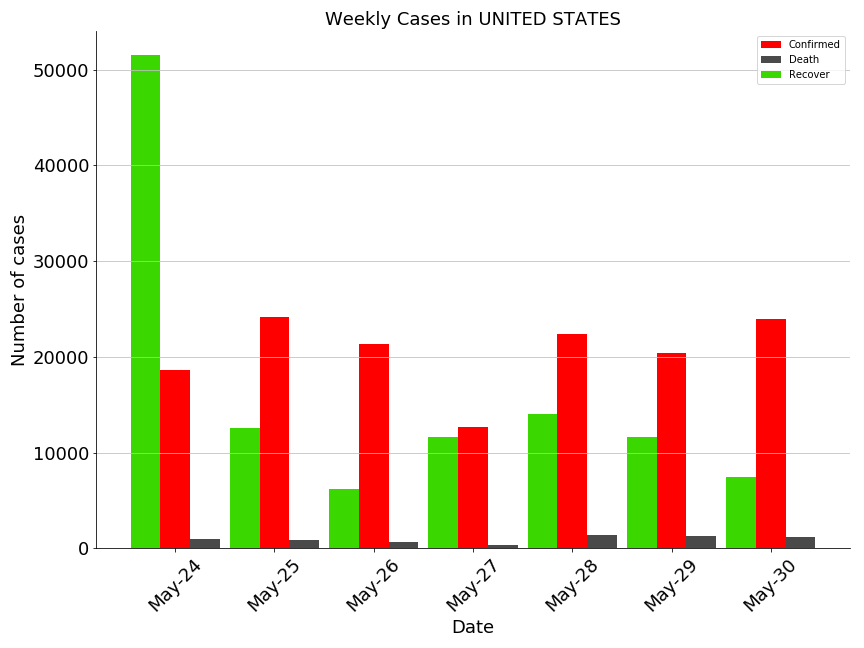 Weekly Cases in UNITED STATES
Confirmed
Death
Recover
Number of cases
50000
40000
30000
20000
10000
0
May-24
May-25
May-26
May-27
May-28
May-29
May-30
Date